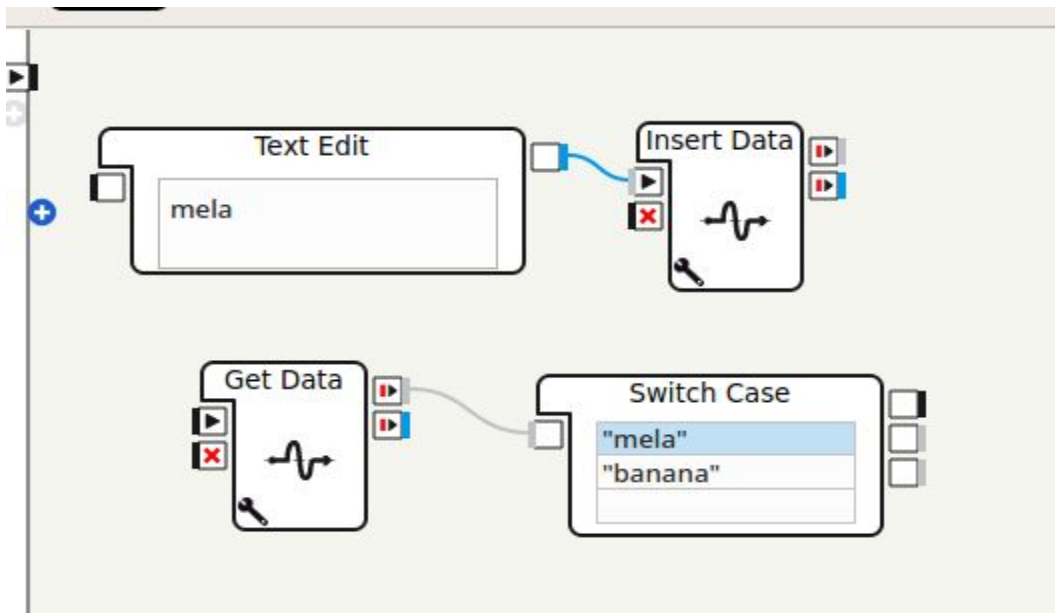 Text Edit
mela
Insert Data
Get Data
Switch Case
"mela"
"banana"